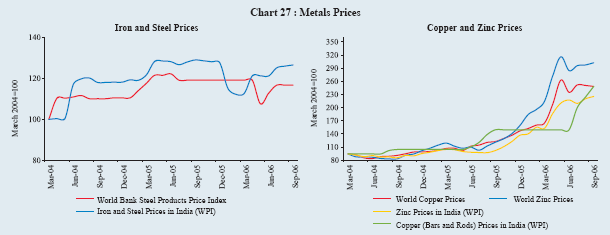 Chart 27 : Metals Prices
Iron and Steel Prices
March 2004=100
140
120
100
80
Mar-04
Jun-04
Sep-04
Dec-04
Mar-05
Jun-05
Sep-05
Dec-05
Mar-06
Jun-06
Sep-06
World Bank Steel Products Price Index
Iron and Steel Prices in India (WPI)
Copper and Zinc Prices
March 2004=100
350
320
290
260
230
200
170
140
110
80
Mar-04
Jun-04
Sep-04
Dec-04
Mar-05
Jun-05
Sep-05
Dec-05
Mar-06
Jun-06
Sep-06
World Copper Prices
World Zinc Prices
Zinc Prices in India (WPI)
Copper (Bars and Rods) Prices in India (WPI)